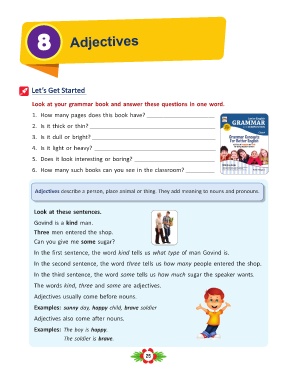 8
Adjectives
Let's Get Started
Look at your grammar book and answer these questions in one word.
1. How many pages does this book have?
2. Is it thick or thin?
3. Is it dull or bright?
4. Is it light or heavy?
5. Does it look interesting or boring?
6. How many such books can you see in the classroom?
GRAMMAR
Grammar Concepts
For Better English
Adjectives describe a person, place animal or thing. They add meaning to nouns and pronouns.
Look at these sentences.
Govind is a kind man.
Three men entered the shop.
Can you give me some sugar?
In the first sentence, the word kind tells us what type of man Govind is.
In the second sentence, the word three tells us how many people entered the shop.
In the third sentence, the word some tells us how much sugar the speaker wants.
The words kind, three and some are adjectives.
Adjectives usually come before nouns.
Examples: sunny day, happy child, brave soldier
Adjectives also come after nouns.
Examples: The boy is happy.
The soldier is brave.
25